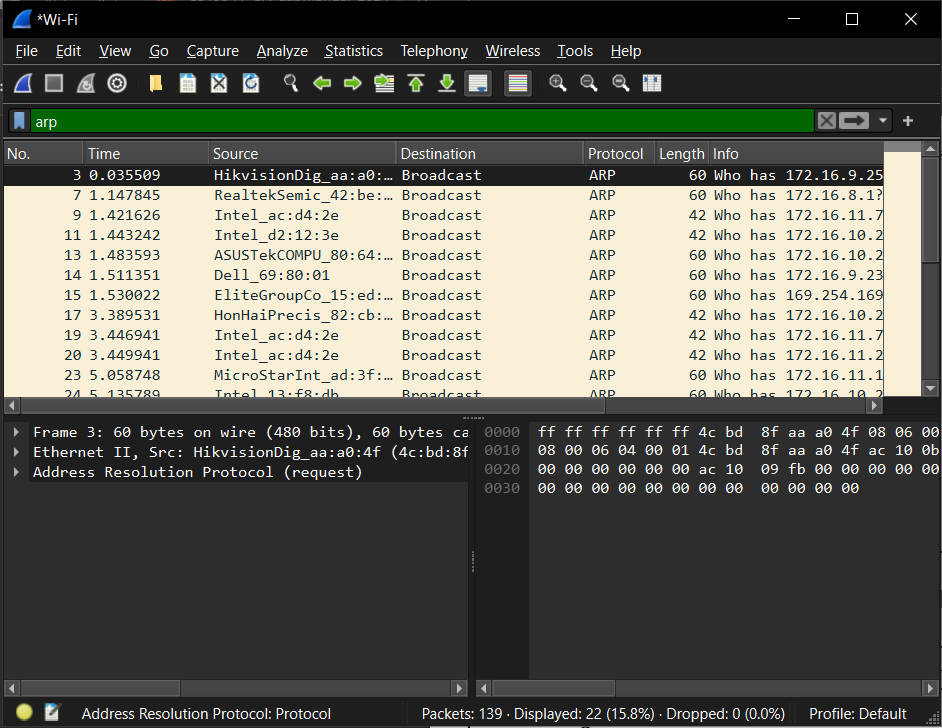 *Wi-Fi
File Edit View Go Capture Analyze Statistics Telephony Wireless Tools Help
arp
No. Time Source Destination Protocol Length Info
3 0.035509 HikvisionDig_aa:a0:… Broadcast ARP 60 Who has 172.16.9.25
7 1.147845 RealtekSemic_42:be:… Broadcast ARP 60 Who has 172.16.8.1?
9 1.421626 Intel_ac:d4:2e Broadcast ARP 42 Who has 172.16.11.7
11 1.443242 Intel_d2:12:3e Broadcast ARP 42 Who has 172.16.10.2
13 1.483593 ASUSTekCOMPU_80:64:… Broadcast ARP 60 Who has 172.16.10.2
14 1.511351 Dell_69:80:01 Broadcast ARP 60 Who has 172.16.9.23
15 1.530022 EliteGroupCo_15:ed:… Broadcast ARP 60 Who has 169.254.169
17 3.389531 HonHaiPrecis_82:cb:… Broadcast ARP 42 Who has 172.16.10.2
19 3.446941 Intel_ac:d4:2e Broadcast ARP 42 Who has 172.16.11.7
20 3.449941 Intel_ac:d4:2e Broadcast ARP 42 Who has 172.16.11.2
23 5.058748 MicroStarInt_ad:3f:… Broadcast ARP 60 Who has 172.16.11.1
24 5.135789 Intel_13:f8:db Broadcast ARP 42 Who has 172.16.10.2
Frame 3: 60 bytes on wire (480 bits), 60 bytes ca
Ethernet II, Src: HikvisionDig_aa:a0:4f (4c:bd:8f
Address Resolution Protocol (request)
0000 ff ff ff ff ff ff 4c bd 8f aa a0 4f 08 06 00
0010 08 00 06 04 00 01 4c bd 8f aa a0 4f ac 10 0b
0020 00 00 00 00 00 00 ac 10 09 fb 00 00 00 00 00
0030 00 00 00 00 00 00 00 00 00 00 00 00
Address Resolution Protocol: Protocol
Packets: 139 · Displayed: 22 (15.8%) · Dropped: 0 (0.0%)
Profile: Default